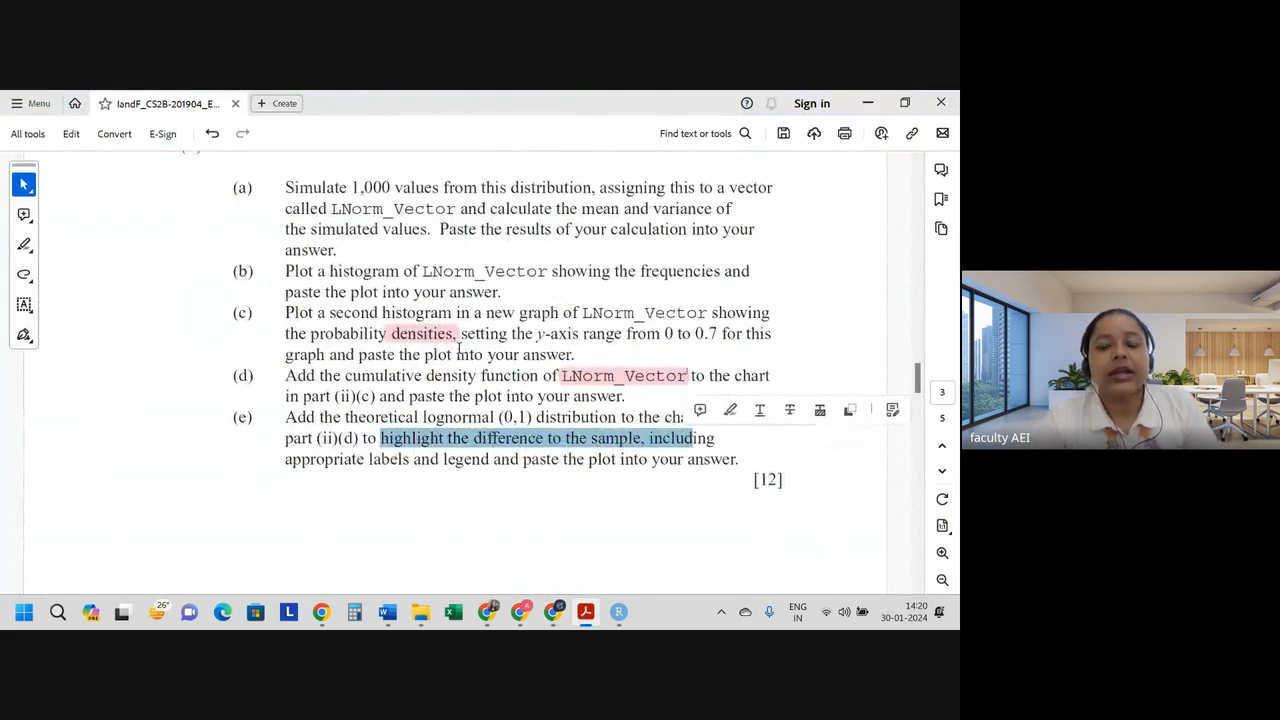 Menu
landF_CS2B-201904_E...
Create
Sign in
All tools
Edit
Convert
E-Sign
Find text or tools
(a) Simulate 1,000 values from this distribution, assigning this to a vector
called LNorm_Vector and calculate the mean and variance of
the simulated values. Paste the results of your calculation into your
answer.
(b) Plot a histogram of LNorm_Vector showing the frequencies and
paste the plot into your answer.
(c) Plot a second histogram in a new graph of LNorm_Vector showing
the probability densities, setting the y-axis range from 0 to 0.7 for this
graph and paste the plot into your answer.
(d) Add the cumulative density function of LNorm_Vector to the chart
in part (ii)(c) and paste the plot into your answer.
(e) Add the theoretical lognormal (0,1) distribution to the cha
part (ii)(d) to highlight the difference to the sample, including
appropriate labels and legend and paste the plot into your answer.
[12]
3
5
faculty AEI
26°
ENG
IN
14:20
30-01-2024